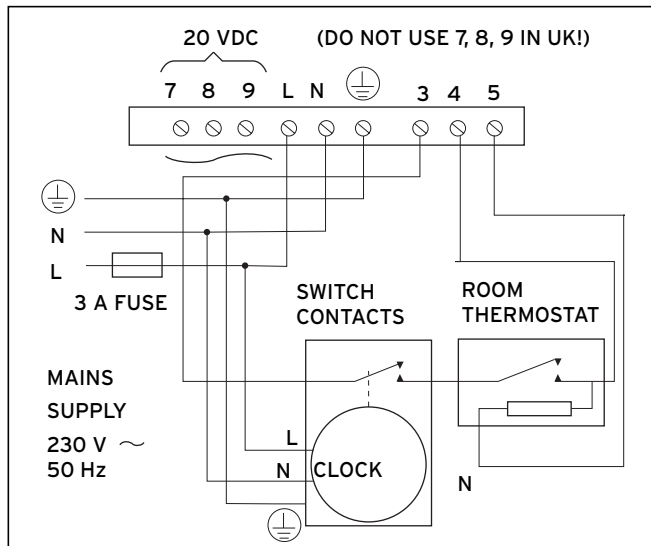 20 VDC (DO NOT USE 7, 8, 9 IN UK!)
7 8 9 L N 3 4 5
N
L
3 A FUSE
SWITCH
CONTACTS
ROOM
THERMOSTAT
MAINS
SUPPLY
230 V ~
50 Hz
L
N CLOCK
N